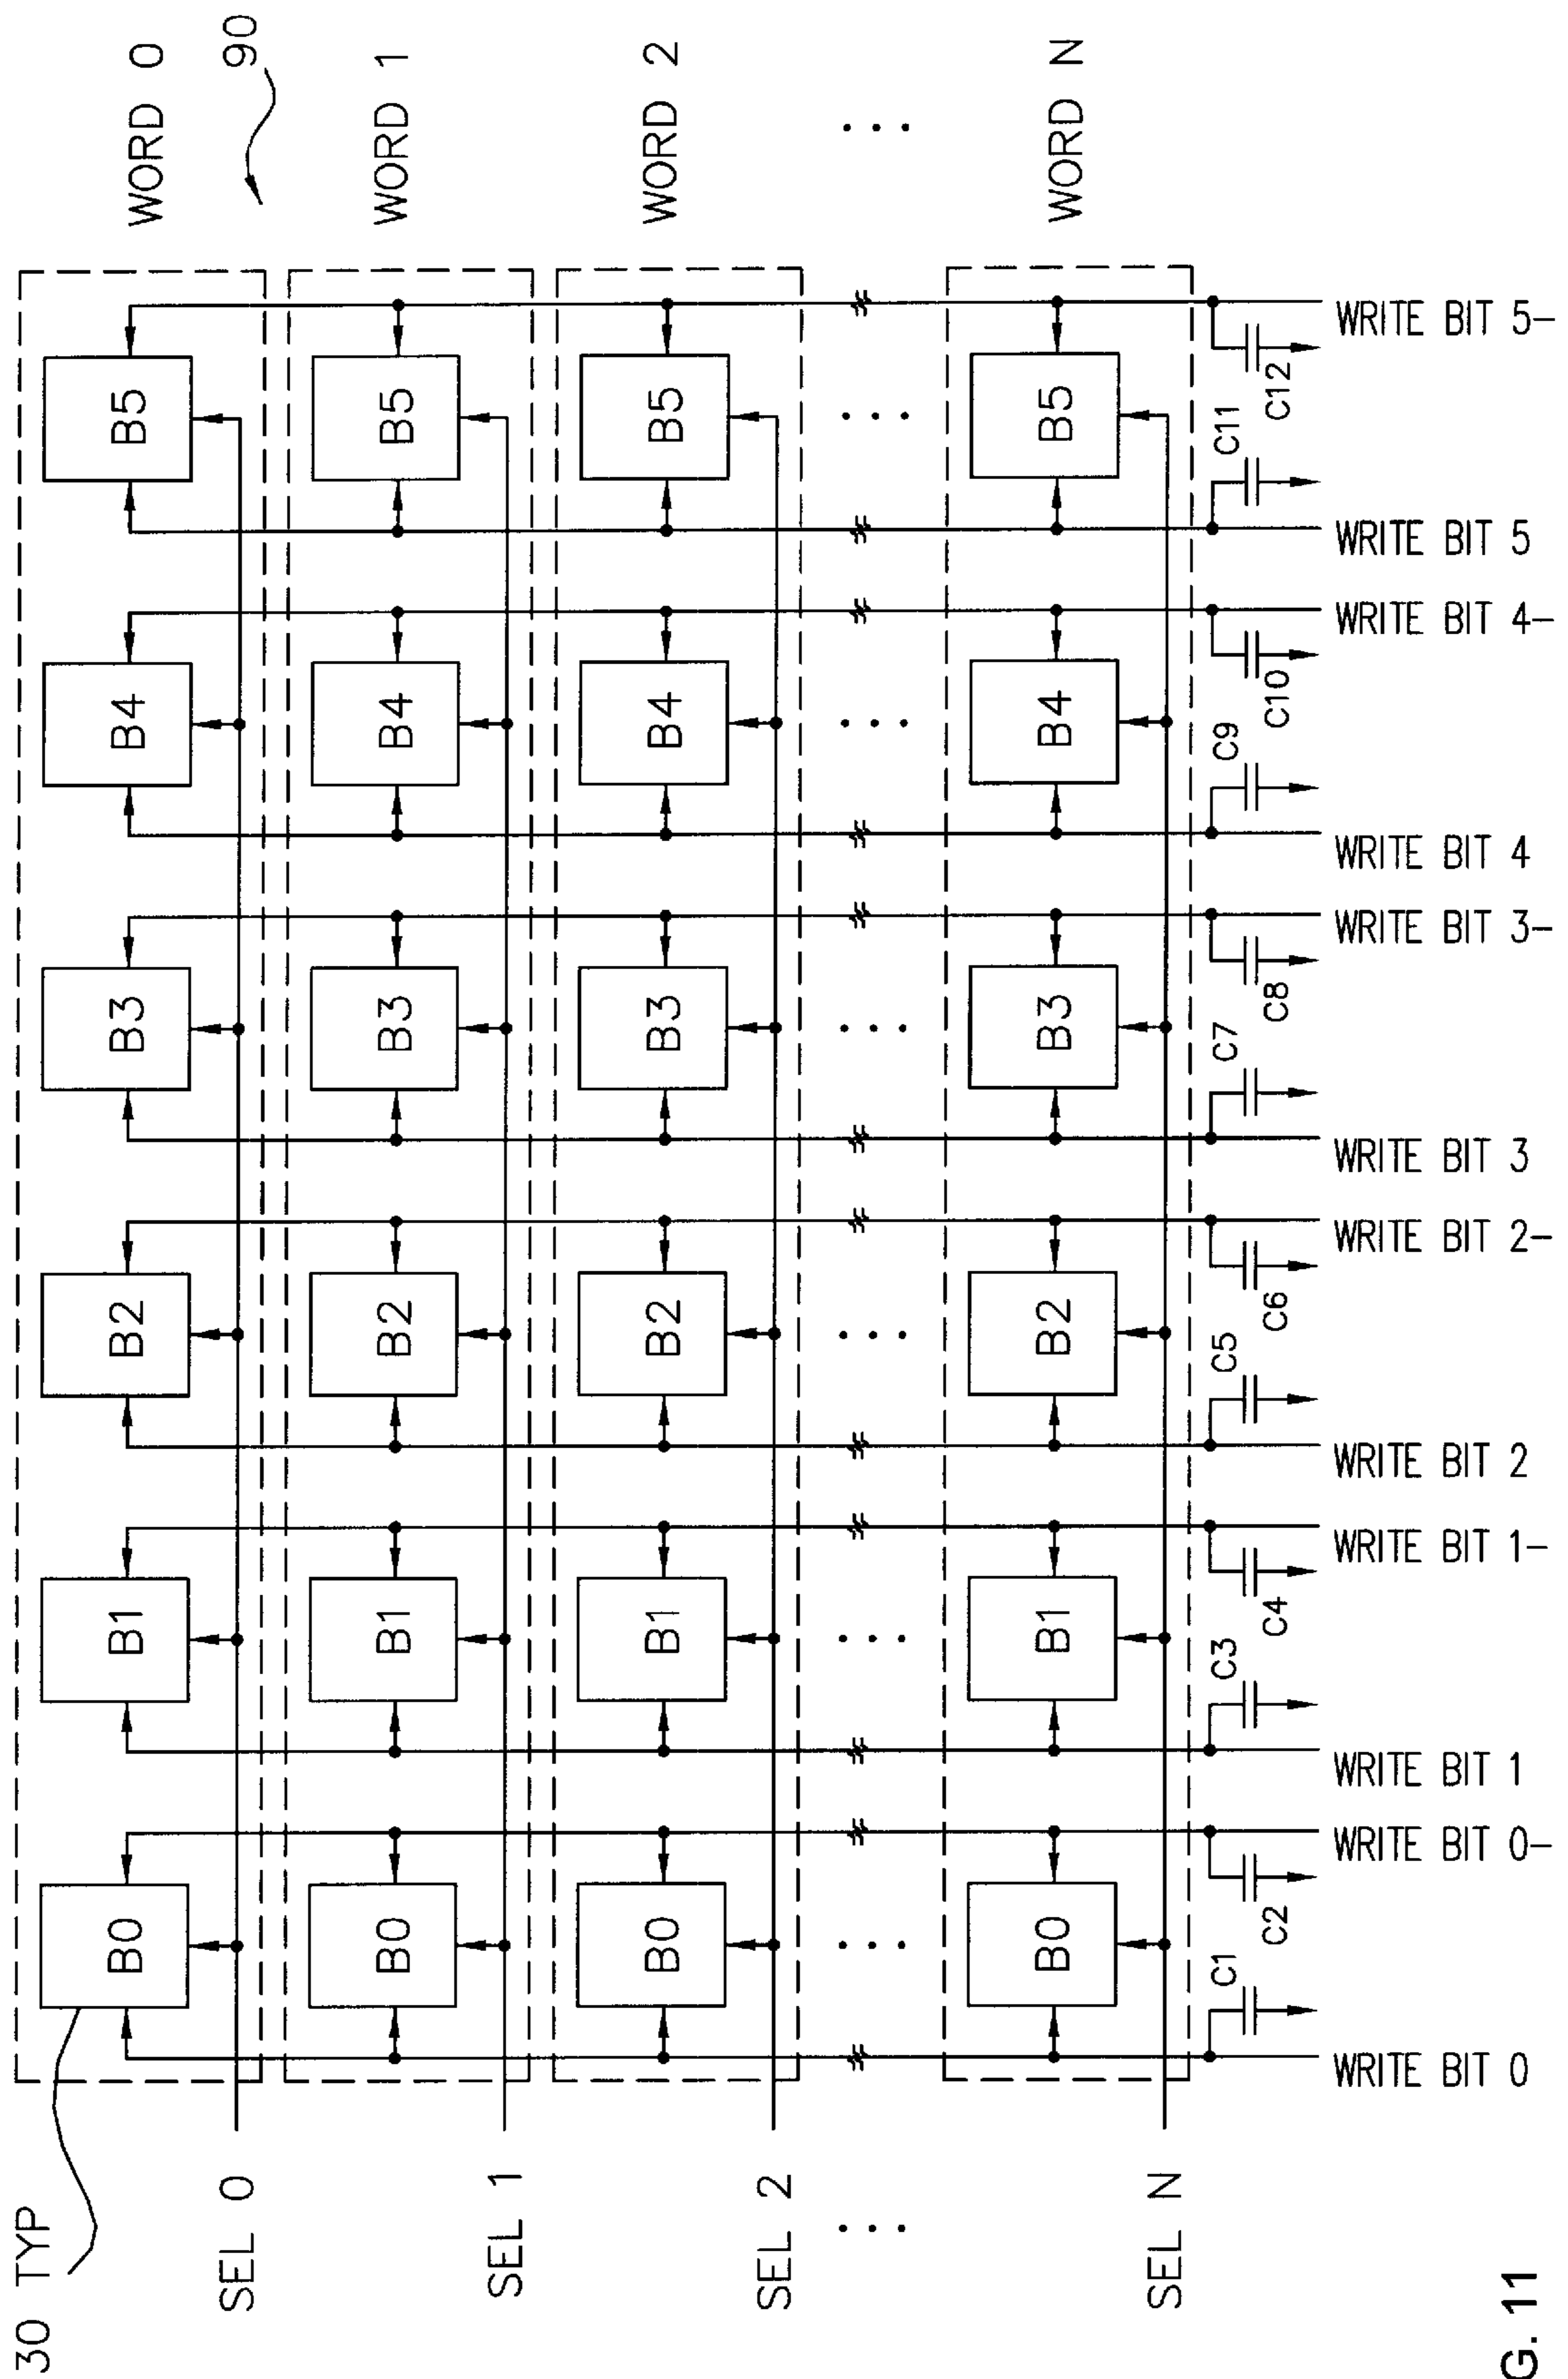 30 TYP
WORD 0
90
B0 B1 B2 B3 B4 B5
SEL 0
WORD 1
B0 B1 B2 B3 B4 B5
SEL 1
WORD 2
B0 B1 B2 B3 B4 B5
SEL 2
... ... ... ... ... ... ... ...
WORD N
B0 B1 B2 B3 B4 B5
SEL N
C1 C2 C3 C4 C5 C6 C7 C8 C9 C10 C11 C12
WRITE BIT 0
WRITE BIT 0-
WRITE BIT 1
WRITE BIT 1-
WRITE BIT 2
WRITE BIT 2-
WRITE BIT 3
WRITE BIT 3-
WRITE BIT 4
WRITE BIT 4-
WRITE BIT 5
WRITE BIT 5-
G. 11